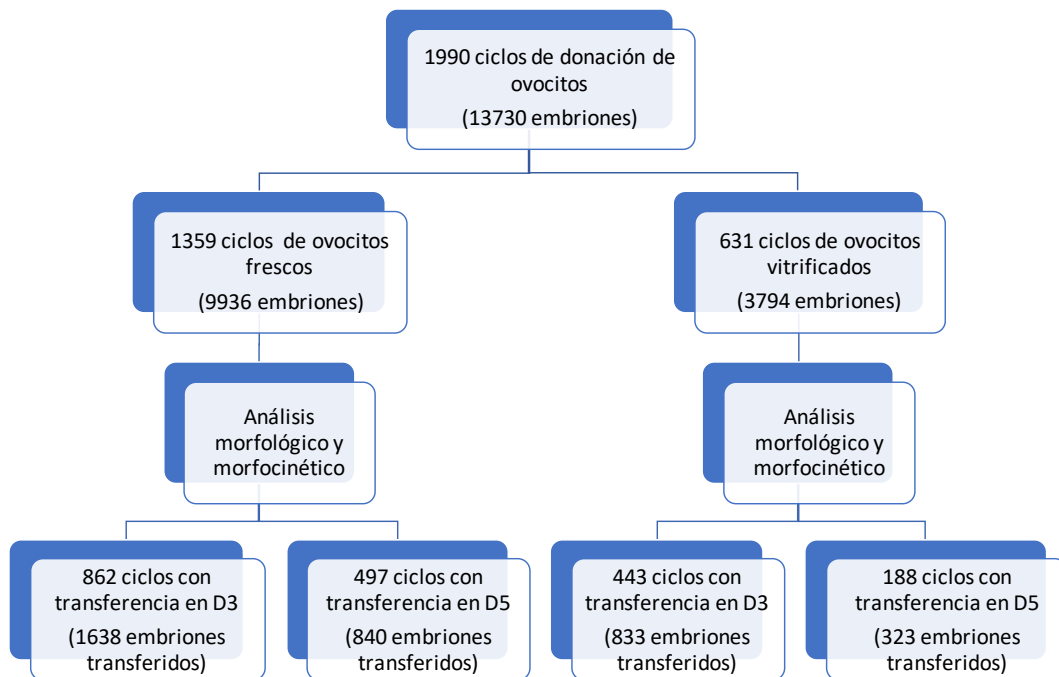 1990 ciclos de donación de
ovocitos
(13730 embriones)
1359 ciclos de ovocitos
frescos
(9936 embriones)
631 ciclos de ovocitos
vitrificados
(3794 embriones)
Análisis
morfológico y
morfocinético
Análisis
morfológico y
morfocinético
862 ciclos con
transferencia en D3
(1638 embriones
transferidos)
497 ciclos con
transferencia en D5
(840 embriones
transferidos)
443 ciclos con
transferencia en D3
(833 embriones
transferidos)
188 ciclos con
transferencia en D5
(323 embriones
transferidos)